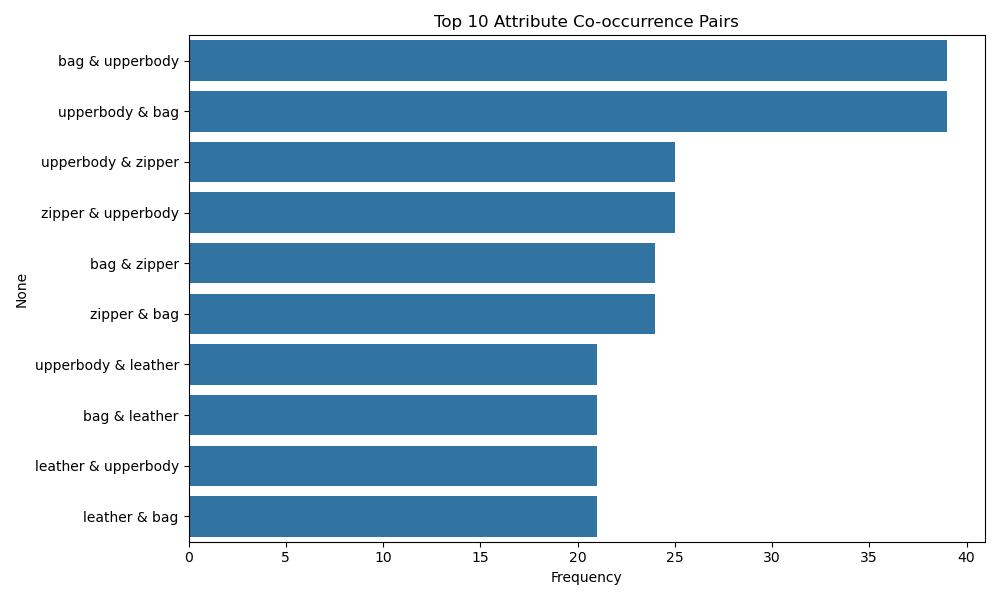 Top 10 Attribute Co-occurrence Pairs
bag & upperbody
upperbody & bag
upperbody & zipper
zipper & upperbody
bag & zipper
zipper & bag
upperbody & leather
bag & leather
leather & upperbody
leather & bag
None
0 5 10 15 20 25 30 35 40
Frequency